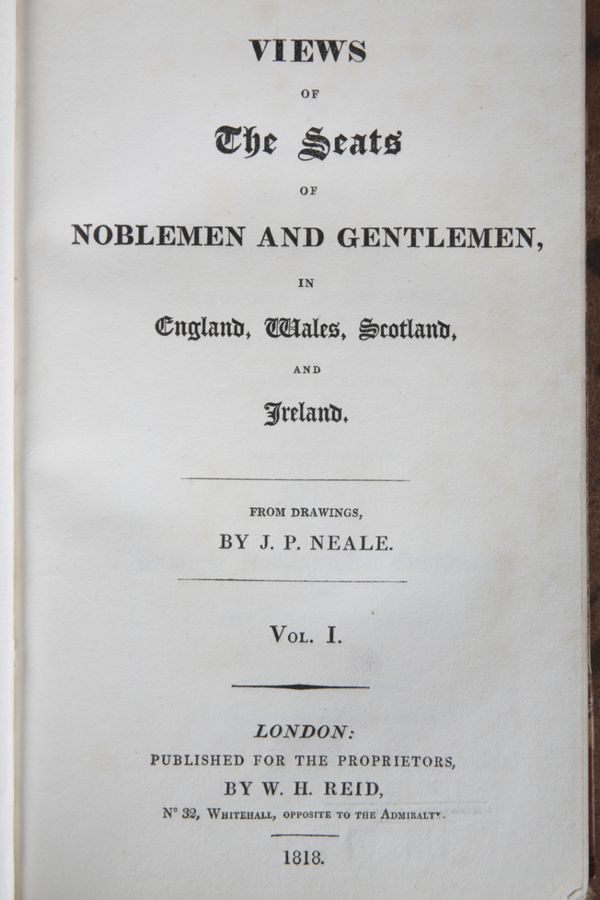 VIEWS
OF
The Seats
OF
NOBLEMEN AND GENTLEMEN,
IN
England, Wales, Scotland,
AND
Ireland.
FROM DRAWINGS,
BY J. P. NEALE.
VOL. I.
LONDON:
PUBLISHED FOR THE PROPRIETORS,
BY W. H. REID,
N° 32, WHITEHALL, OPPOSITE TO THE ADMIRALTY.
1818.